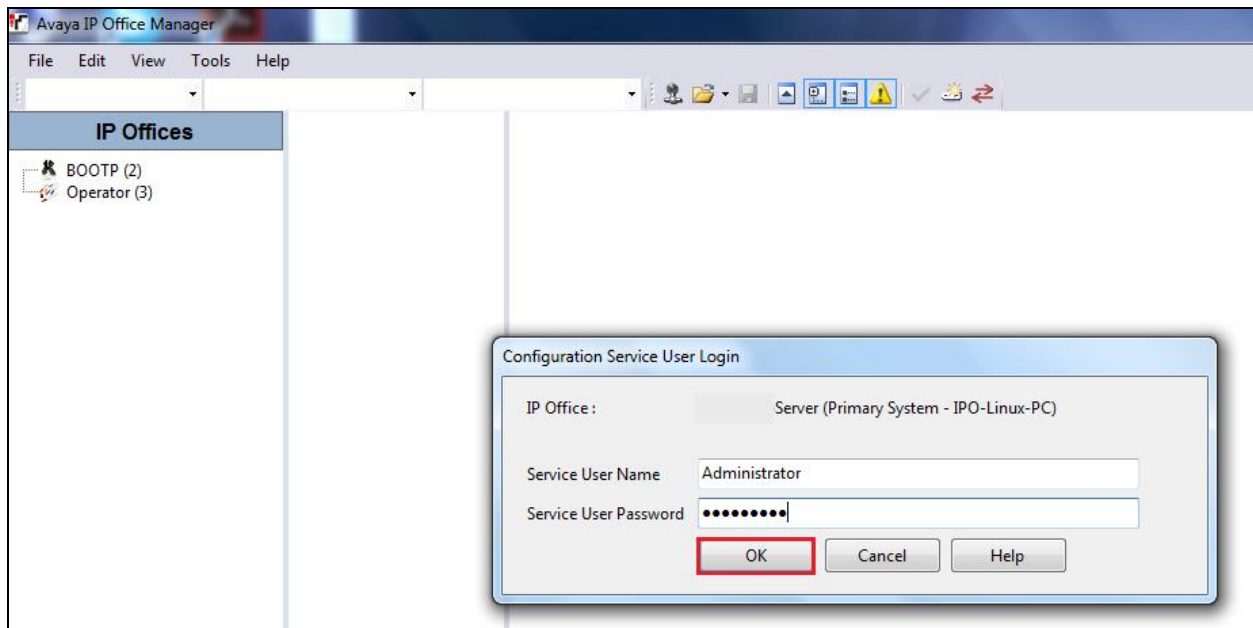 Avaya IP Office Manager
File Edit View Tools Help
IP Offices
BOOTP (2)
Operator (3)
Configuration Service User Login
IP Office : Server (Primary System - IPO-Linux-PC)
Service User Name Administrator
Service User Password •••••••••
OK Cancel Help